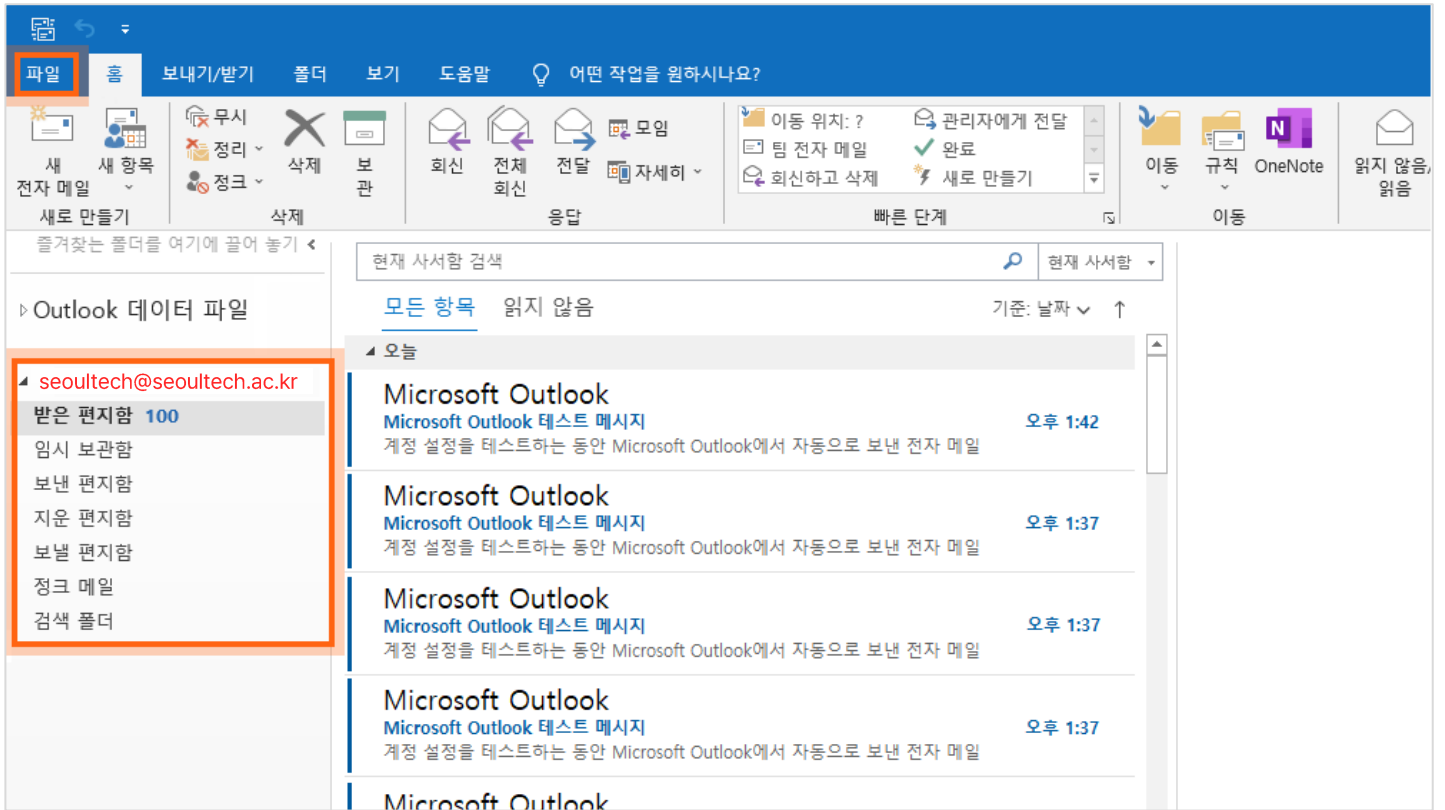 파일 홈 보내기/받기 폴더 보기 도움말 어떤 작업을 원하시나요?
새 전자 메일
새 항목
새로 만들기
무시
정리
정크
삭제
보관
삭제
회신
전체 회신
전달
모임
자세히
응답
이동 위치: ?
팀 전자 메일
회신하고 삭제
관리자에게 전달
완료
새로 만들기
빠른 단계
이동
규칙
OneNote
이동
읽지 않음/
읽음
즐겨찾는 폴더를 여기에 끌어 놓기
Outlook 데이터 파일
seoultech@seoultech.ac.kr
받은 편지함 100
임시 보관함
보낸 편지함
지운 편지함
보낼 편지함
정크 메일
검색 폴더
현재 사서함 검색 현재 사서함
모든 항목 읽지 않음 기준: 날짜
오늘
Microsoft Outlook
Microsoft Outlook 테스트 메시지 오후 1:42
계정 설정을 테스트하는 동안 Microsoft Outlook에서 자동으로 보낸 전자 메일
Microsoft Outlook
Microsoft Outlook 테스트 메시지 오후 1:37
계정 설정을 테스트하는 동안 Microsoft Outlook에서 자동으로 보낸 전자 메일
Microsoft Outlook
Microsoft Outlook 테스트 메시지 오후 1:37
계정 설정을 테스트하는 동안 Microsoft Outlook에서 자동으로 보낸 전자 메일
Microsoft Outlook
Microsoft Outlook 테스트 메시지 오후 1:37
계정 설정을 테스트하는 동안 Microsoft Outlook에서 자동으로 보낸 전자 메일
Microsoft Outlook